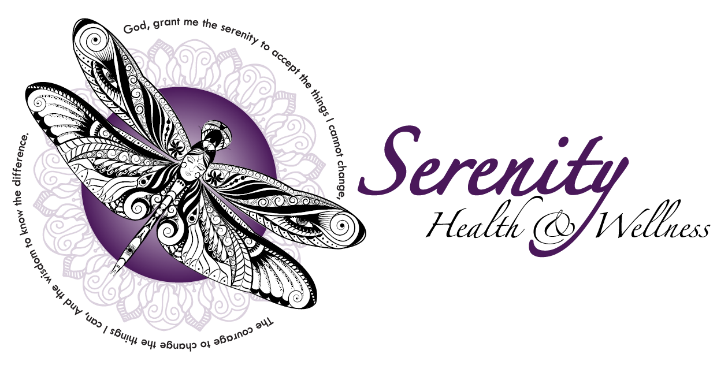 God, grant me the serenity to accept the things I cannot change,
The courage to change the things I can, And the wisdom to know the difference.
Serenity
Health & Wellness